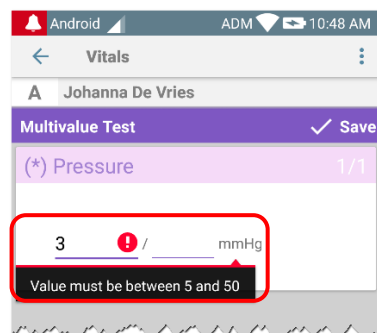 Android ADM 10:48 AM
Vitals
A Johanna De Vries
Multivalue Test Save
(*) Pressure 1/1
3 / mmHg
Value must be between 5 and 50